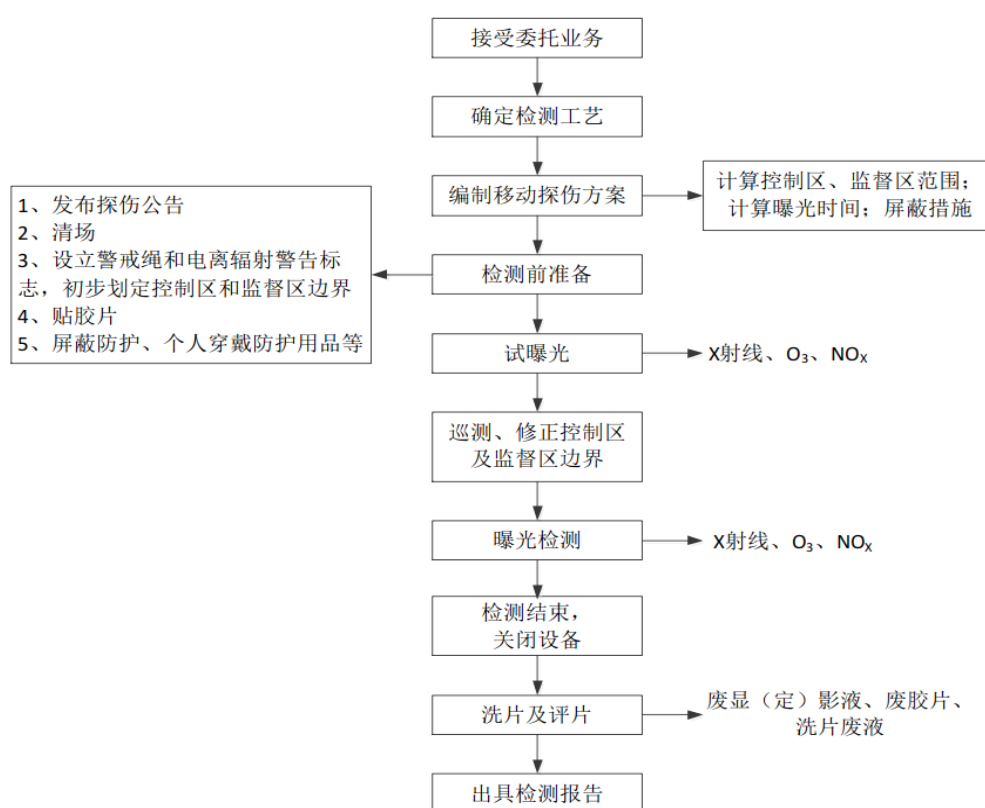 接受委托业务
确定检测工艺
编制移动探伤方案
计算控制区、监督区范围；
计算曝光时间；屏蔽措施
1、发布探伤公告
2、清场
3、设立警戒绳和电离辐射警告标
志，初步划定控制区和监督区边界
4、贴胶片
5、屏蔽防护、个人穿戴防护用品等
检测前准备
试曝光
X射线、O₃、NOₓ
巡测、修正控制区
及监督区边界
曝光检测
X射线、O₃、NOₓ
检测结束，
关闭设备
洗片及评片
废显（定）影液、废胶片、
洗片废液
出具检测报告